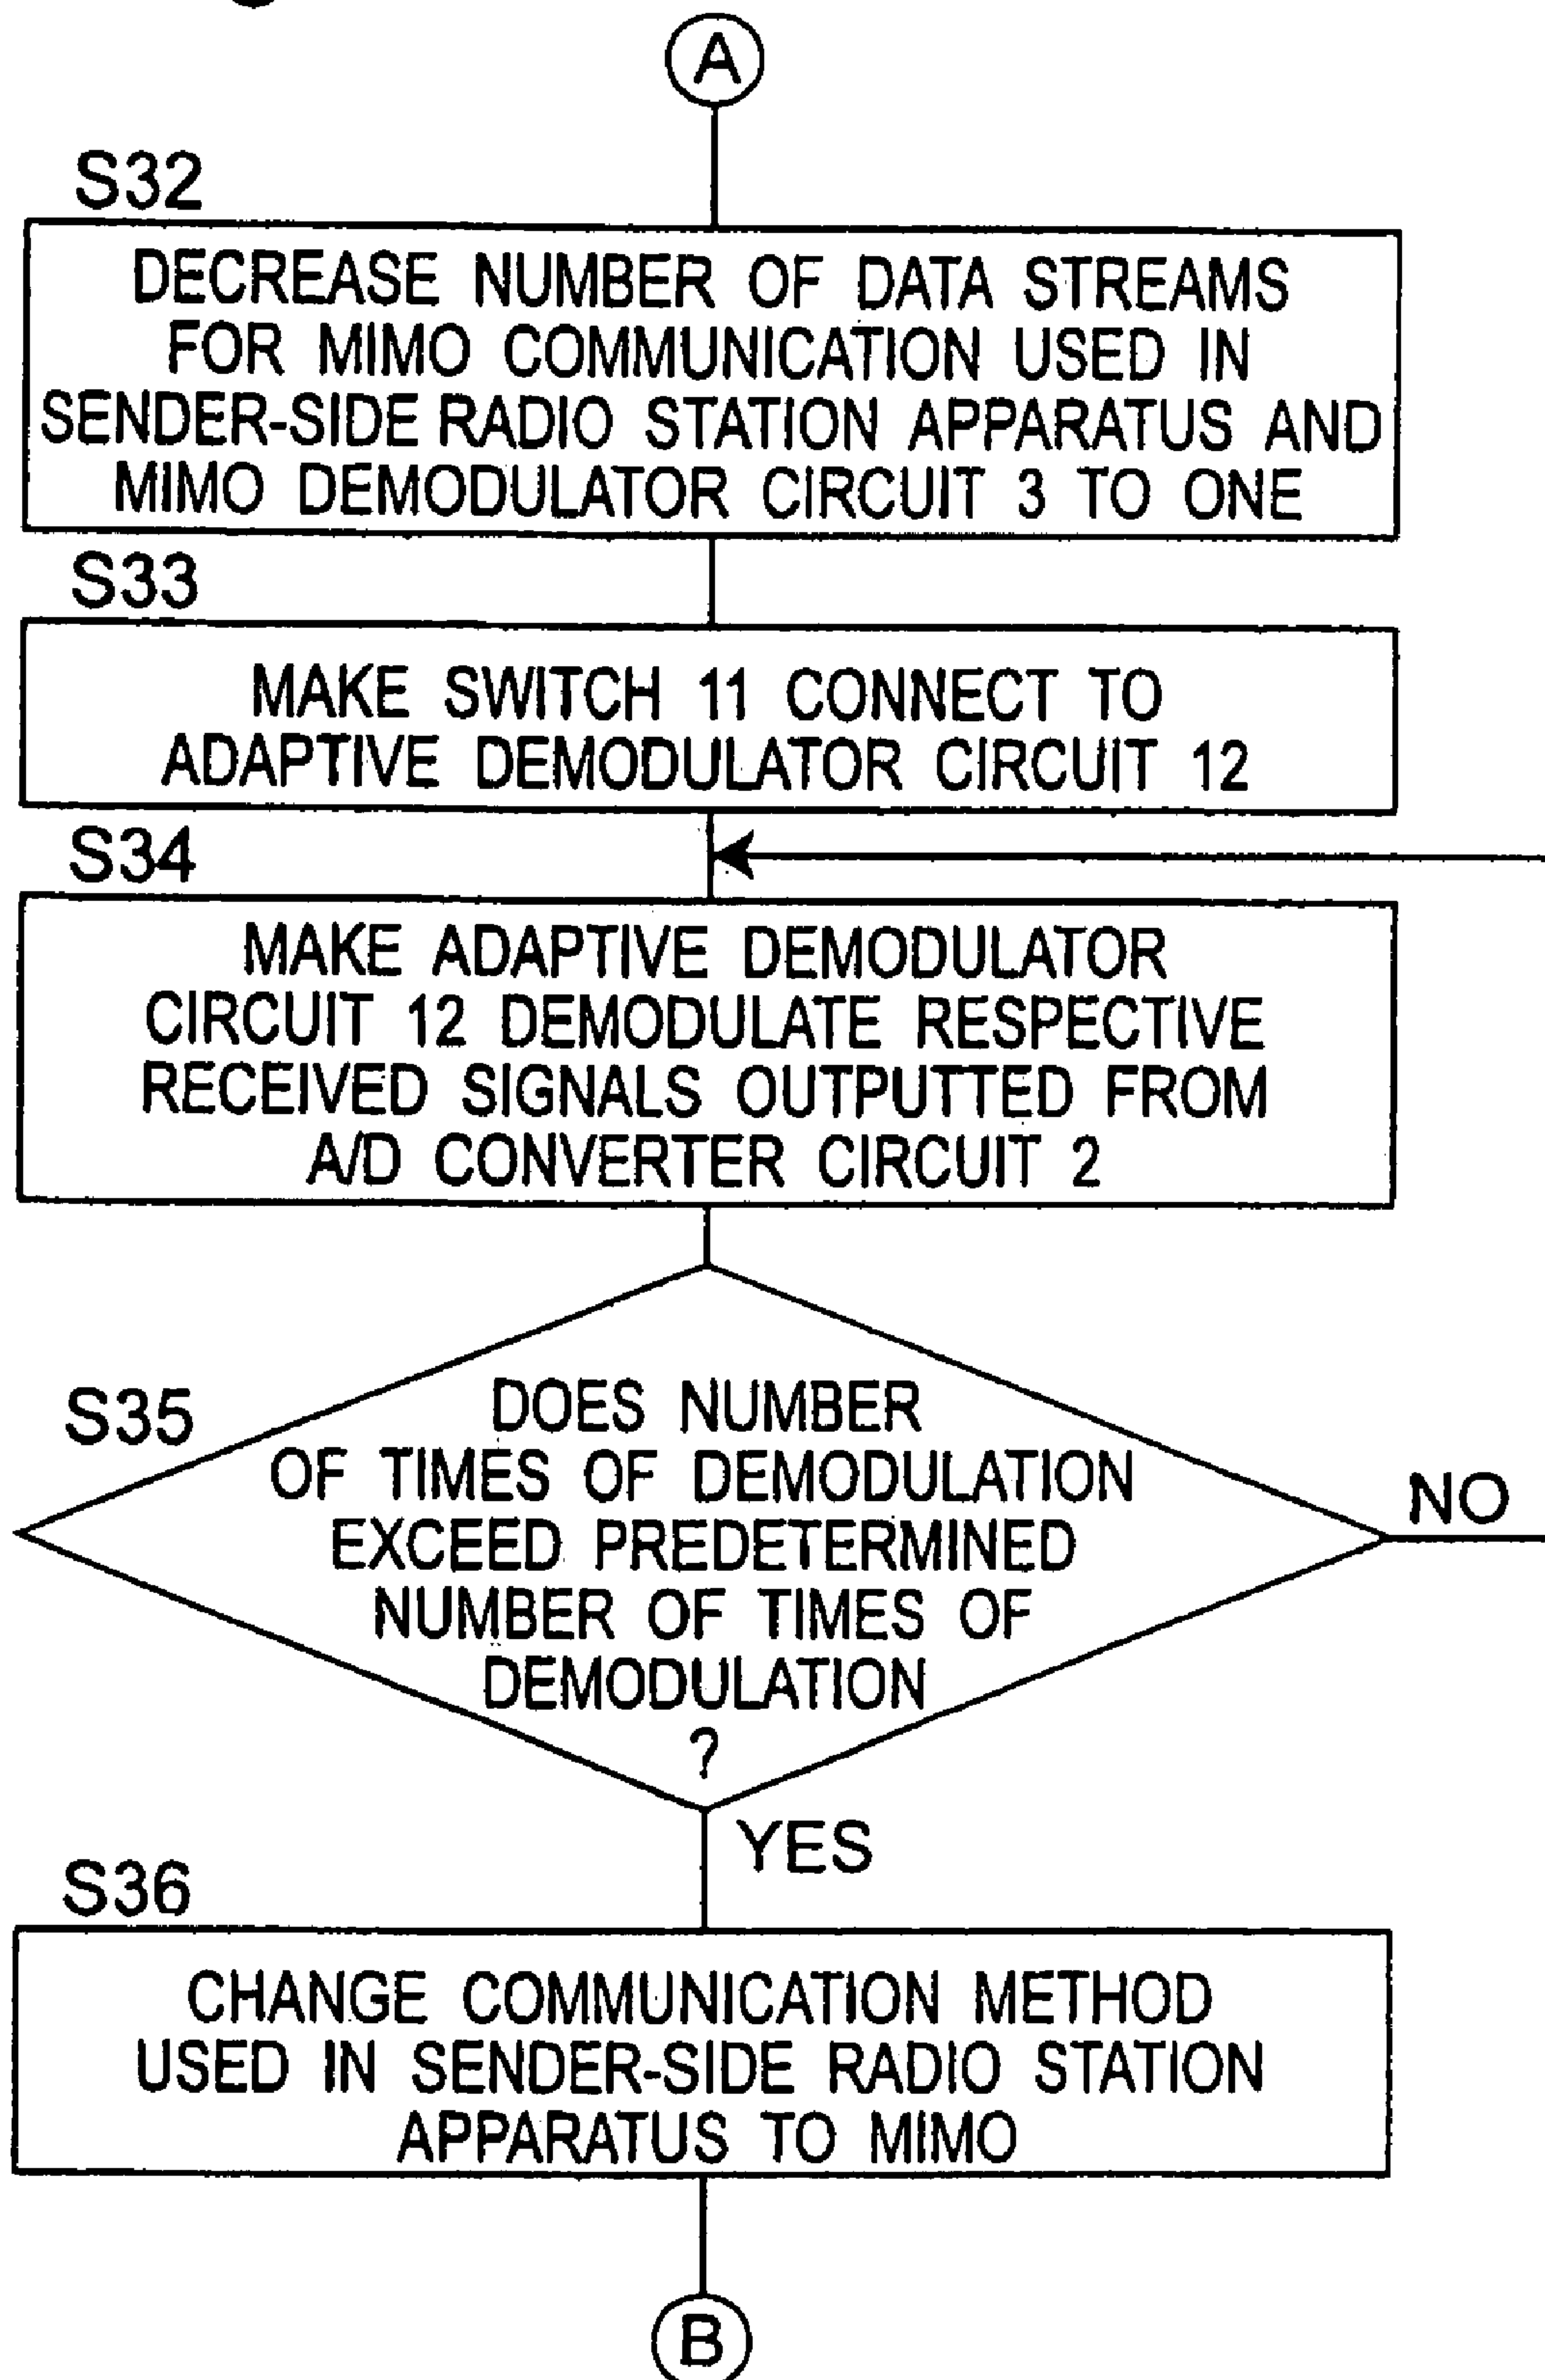 A
S32
DECREASE NUMBER OF DATA STREAMS
FOR MIMO COMMUNICATION USED IN
SENDER-SIDE RADIO STATION APPARATUS AND
MIMO DEMODULATOR CIRCUIT 3 TO ONE
S33
MAKE SWITCH 11 CONNECT TO
ADAPTIVE DEMODULATOR CIRCUIT 12
S34
MAKE ADAPTIVE DEMODULATOR
CIRCUIT 12 DEMODULATE RESPECTIVE
RECEIVED SIGNALS OUTPUTTED FROM
A/D CONVERTER CIRCUIT 2
S35
DOES NUMBER
OF TIMES OF DEMODULATION
EXCEED PREDETERMINED
NUMBER OF TIMES OF
DEMODULATION
?
NO
YES
S36
CHANGE COMMUNICATION METHOD
USED IN SENDER-SIDE RADIO STATION
APPARATUS TO MIMO
B